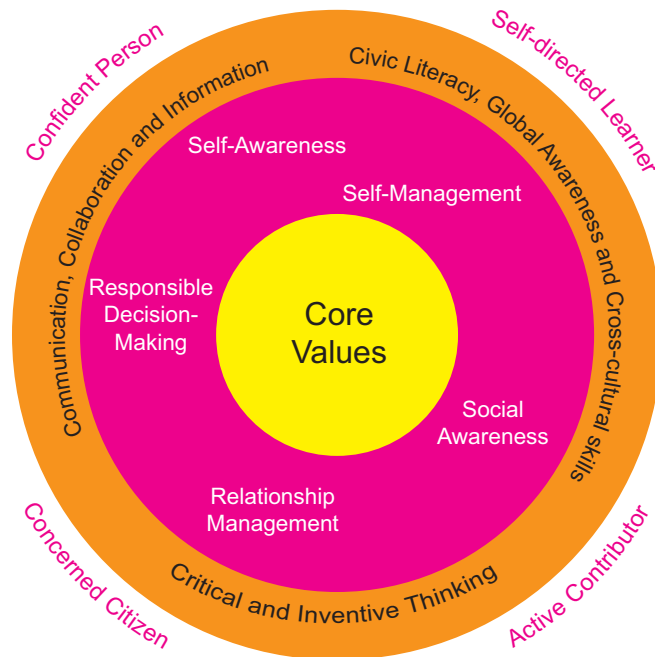 Confident Person
Self-directed Learner
Communication, Collaboration and Information
Civic Literacy, Global Awareness and Cross-cultural skills
Self-Awareness
Self-Management
Responsible
Decision-
Making
Core
Values
Social
Awareness
Relationship
Management
Critical and Inventive Thinking
Concerned Citizen
Active Contributor